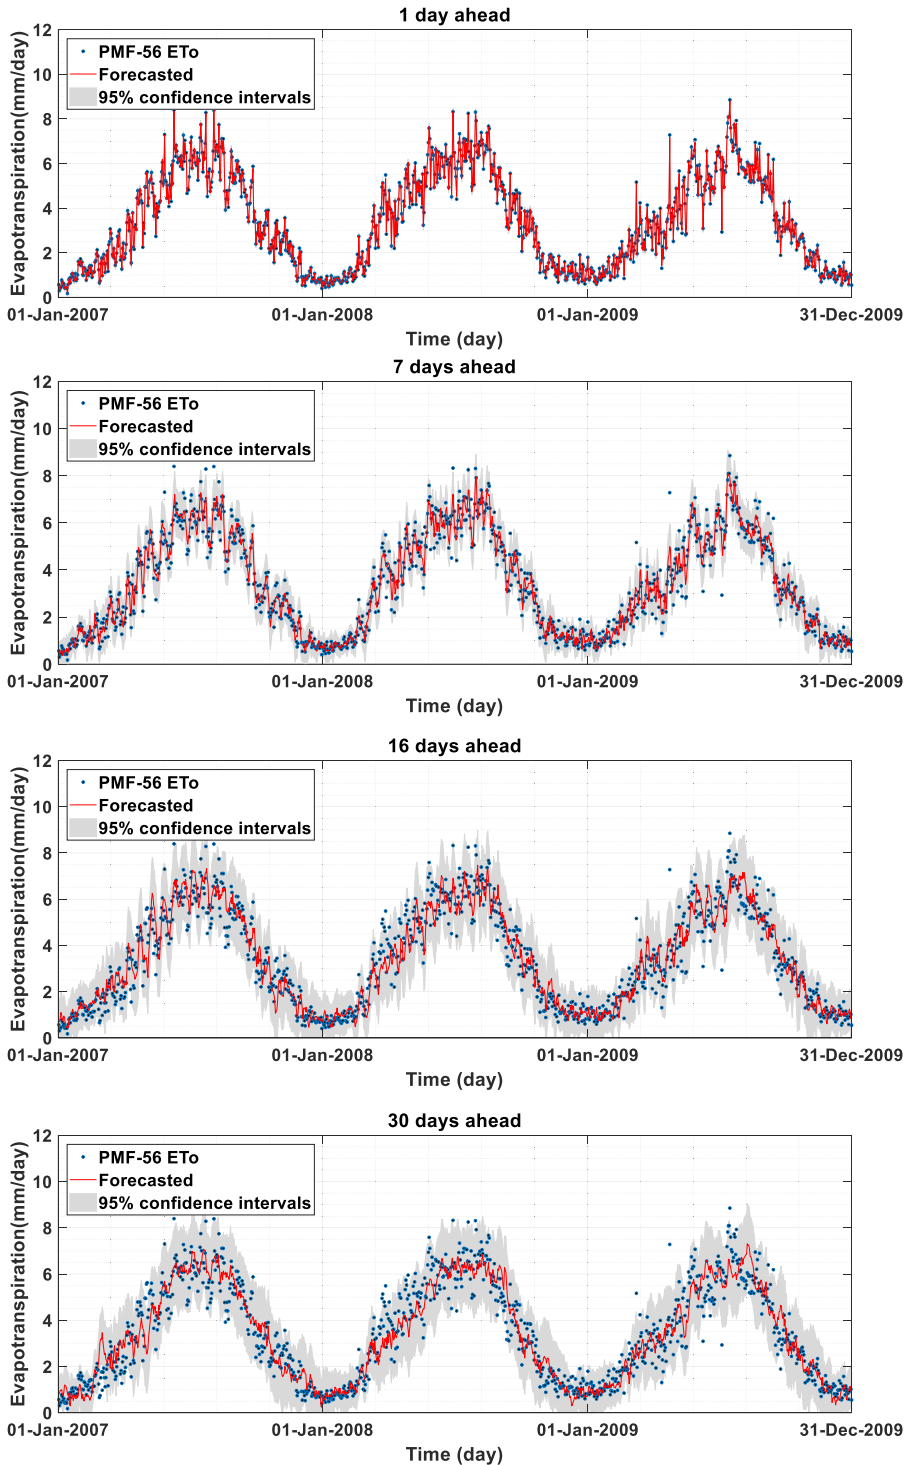 1 day ahead
Evapotranspiration(mm/day)
12
10
8
6
4
2
0
PMF-56 ETo
Forecasted
95% confidence intervals
01-Jan-2007
01-Jan-2008
01-Jan-2009
31-Dec-2009
Time (day)
7 days ahead
Evapotranspiration(mm/day)
12
10
8
6
4
2
0
PMF-56 ETo
Forecasted
95% confidence intervals
01-Jan-2007
01-Jan-2008
01-Jan-2009
31-Dec-2009
Time (day)
16 days ahead
Evapotranspiration(mm/day)
12
10
8
6
4
2
0
PMF-56 ETo
Forecasted
95% confidence intervals
01-Jan-2007
01-Jan-2008
01-Jan-2009
31-Dec-2009
Time (day)
30 days ahead
Evapotranspiration(mm/day)
12
10
8
6
4
2
0
PMF-56 ETo
Forecasted
95% confidence intervals
01-Jan-2007
01-Jan-2008
01-Jan-2009
31-Dec-2009
Time (day)